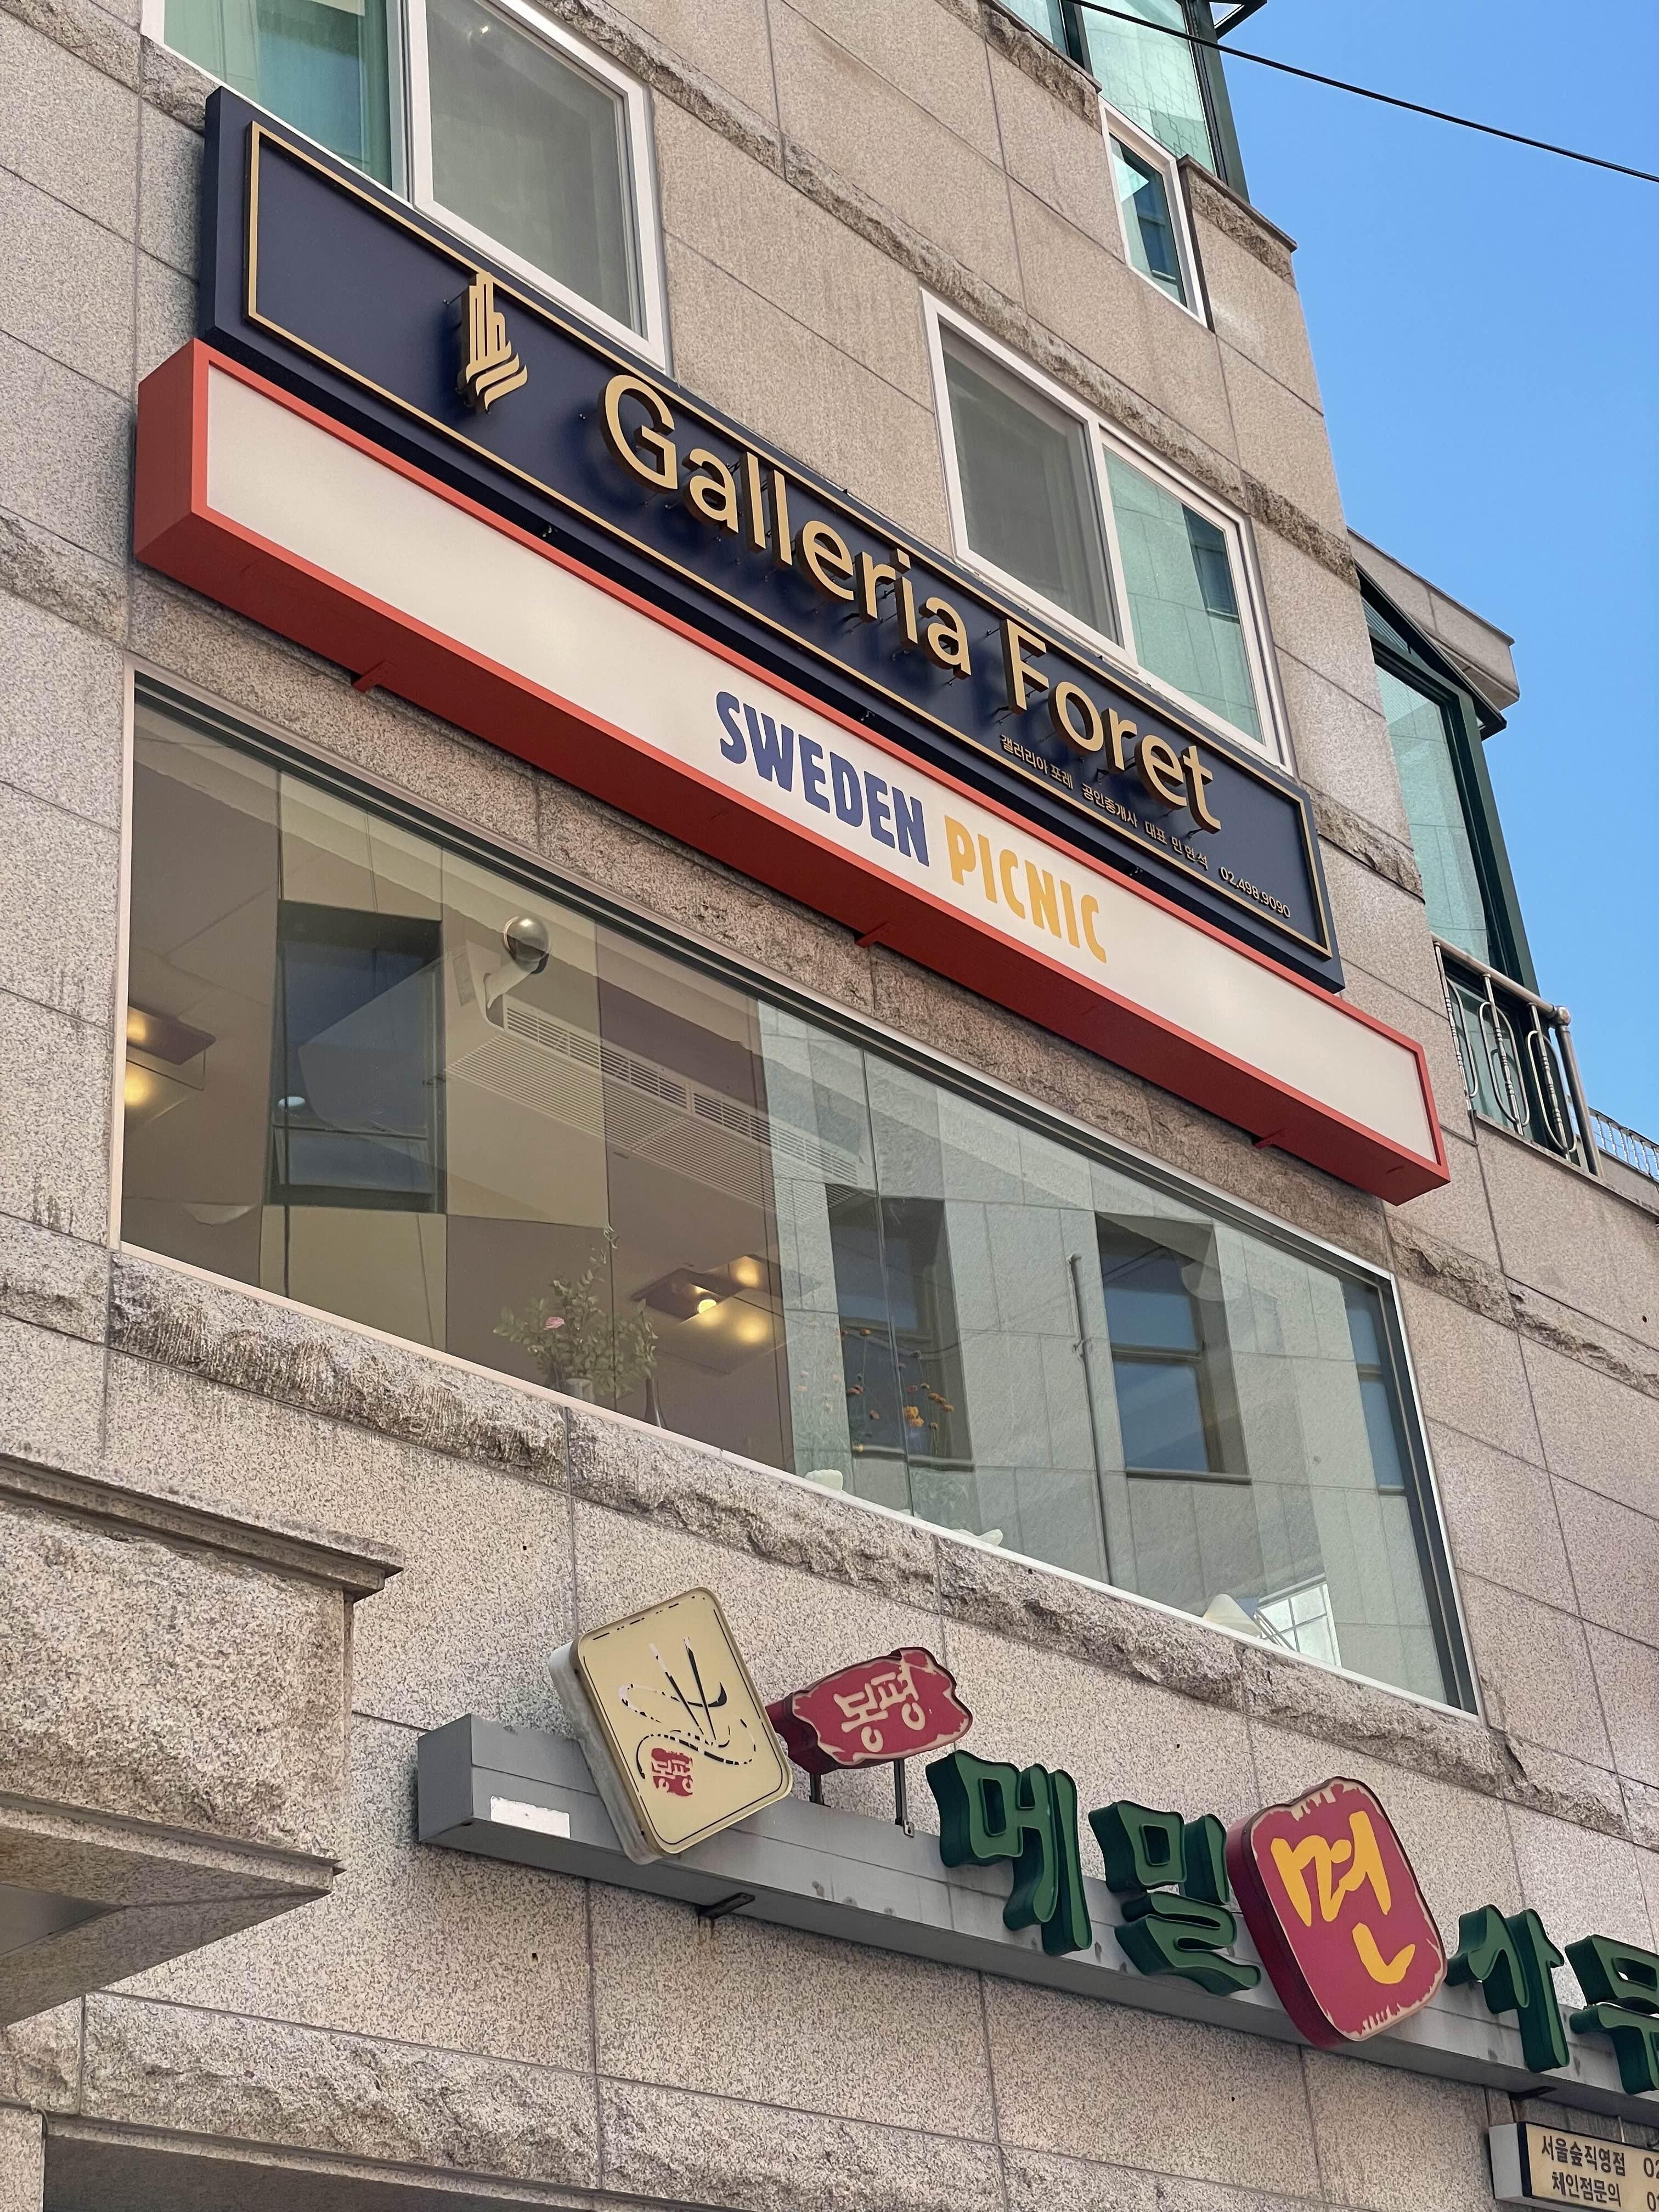 Galleria Foret
갤러리아 포레 공인중개사 대표 민현석 02.498.9090
SWEDEN PICNIC
봉평
봉평
메밀면사무
서울숲직영점 02
체인점문의